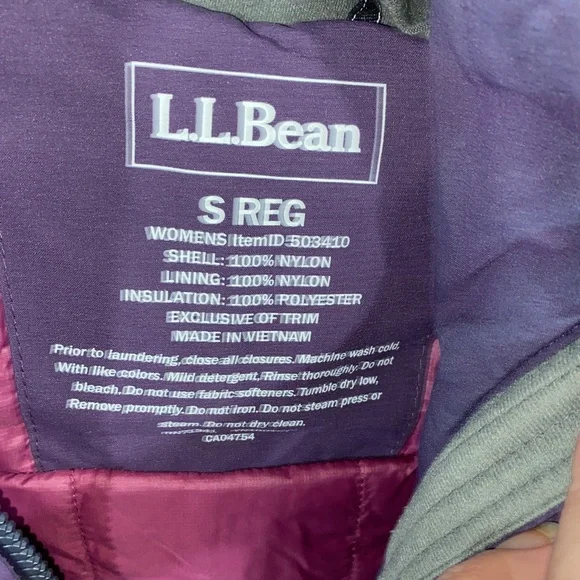 L.L.Bean
S REG
WOMENS ItemID 503410
SHELL: 100% NYLON
LINING: 100% NYLON
INSULATION: 100% POLYESTER
EXCLUSIVE OF TRIM
MADE IN VIETNAM
Prior to laundering, close all closures. Machine wash cold.
With like colors. Mild detergent. Rinse thoroughly. Do not
bleach. Do not use fabric softeners. Tumble dry low,
Remove promptly. Do not iron. Do not steam press or
steam. Do not dry clean.
CA04754